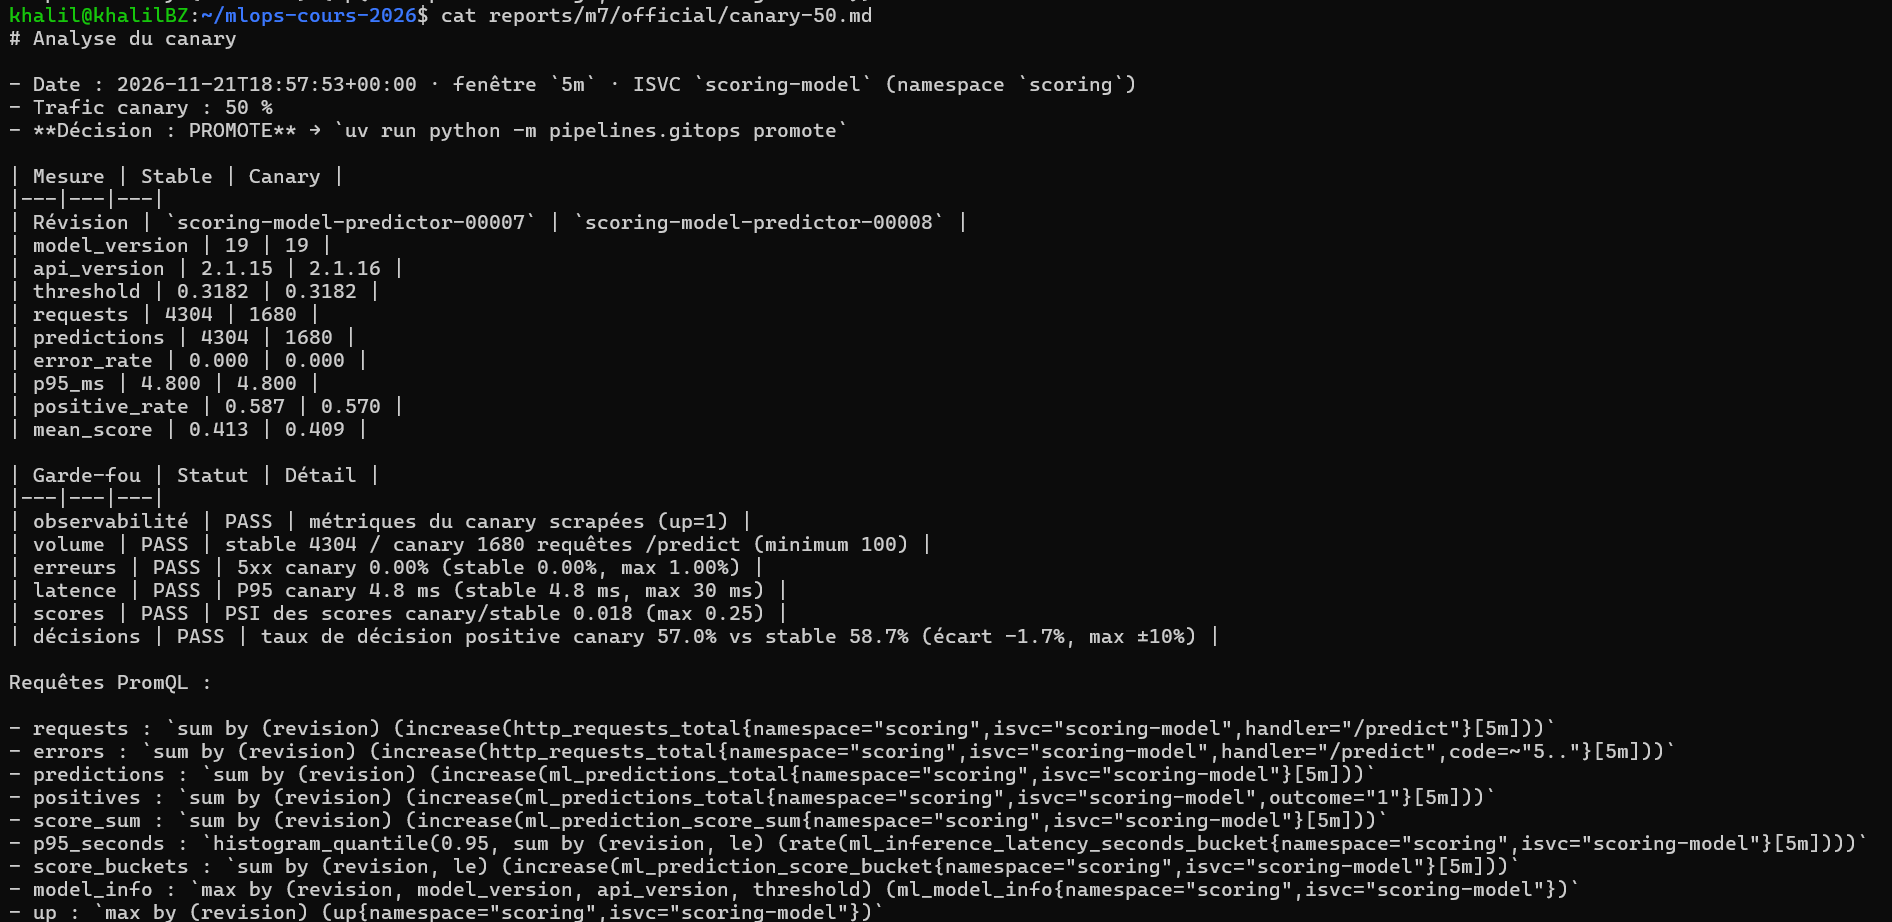 khalil@khalilBZ:~/mlops-cours-2026$ cat reports/m7/official/canary-50.md
# Analyse du canary
- Date : 2026-11-21T18:57:53+00:00 · fenêtre `5m` · ISVC `scoring-model` (namespace `scoring`)
- Trafic canary : 50 %
- **Décision : PROMOTE** → `uv run python -m pipelines.gitops promote`
| Mesure | Stable | Canary |
|---|---|---|
| Révision | `scoring-model-predictor-00007` | `scoring-model-predictor-00008` |
| model_version | 19 | 19 |
| api_version | 2.1.15 | 2.1.16 |
| threshold | 0.3182 | 0.3182 |
| requests | 4304 | 1680 |
| predictions | 4304 | 1680 |
| error_rate | 0.000 | 0.000 |
| p95_ms | 4.800 | 4.800 |
| positive_rate | 0.587 | 0.570 |
| mean_score | 0.413 | 0.409 |
| Garde-fou | Statut | Détail |
|---|---|---|
| observabilité | PASS | métriques du canary scrapées (up=1) |
| volume | PASS | stable 4304 / canary 1680 requêtes /predict (minimum 100) |
| erreurs | PASS | 5xx canary 0.00% (stable 0.00%, max 1.00%) |
| latence | PASS | P95 canary 4.8 ms (stable 4.8 ms, max 30 ms) |
| scores | PASS | PSI des scores canary/stable 0.018 (max 0.25) |
| décisions | PASS | taux de décision positive canary 57.0% vs stable 58.7% (écart -1.7%, max ±10%) |
Requêtes PromQL :
- requests : `sum by (revision) (increase(http_requests_total{namespace="scoring",isvc="scoring-model",handler="/predict"}[5m]))`
- errors : `sum by (revision) (increase(http_requests_total{namespace="scoring",isvc="scoring-model",handler="/predict",code=~"5.."}[5m]))`
- predictions : `sum by (revision) (increase(ml_predictions_total{namespace="scoring",isvc="scoring-model"}[5m]))`
- positives : `sum by (revision) (increase(ml_predictions_total{namespace="scoring",isvc="scoring-model",outcome="1"}[5m]))`
- score_sum : `sum by (revision) (increase(ml_prediction_score_sum{namespace="scoring",isvc="scoring-model"}[5m]))`
- p95_seconds : `histogram_quantile(0.95, sum by (revision, le) (rate(ml_inference_latency_seconds_bucket{namespace="scoring",isvc="scoring-model"}[5m])))`
- score_buckets : `sum by (revision, le) (increase(ml_prediction_score_bucket{namespace="scoring",isvc="scoring-model"}[5m]))`
- model_info : `max by (revision, model_version, api_version, threshold) (ml_model_info{namespace="scoring",isvc="scoring-model"})`
- up : `max by (revision) (up{namespace="scoring",isvc="scoring-model"})`